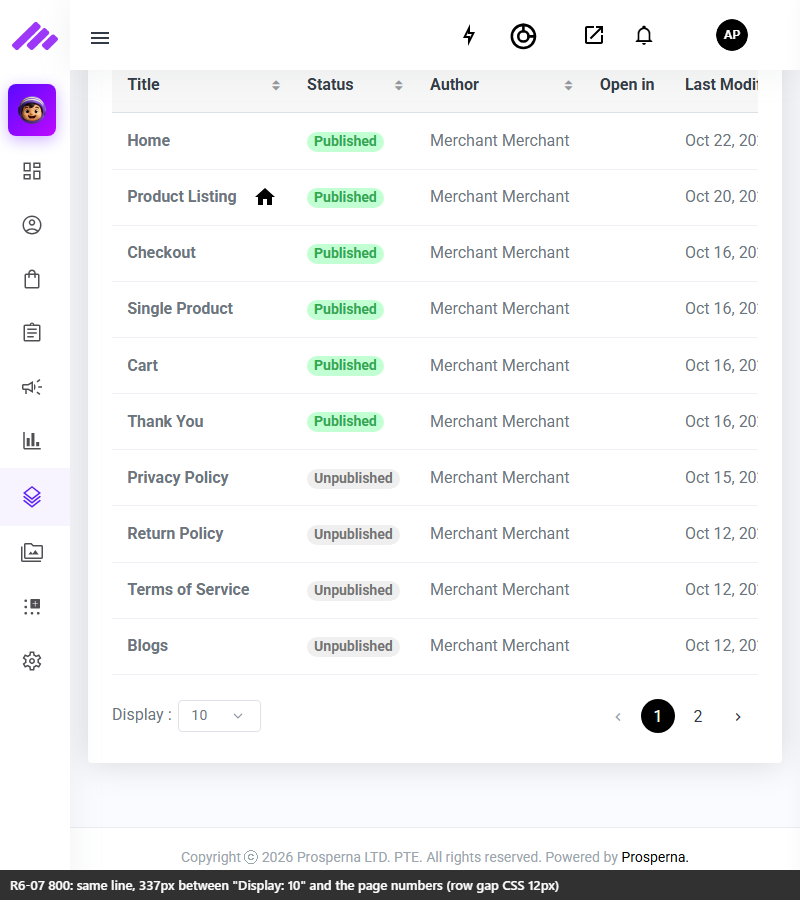 AP
Title Status Author Open in Last Modif
Home Published Merchant Merchant Oct 22, 20
Product Listing Published Merchant Merchant Oct 20, 20
Checkout Published Merchant Merchant Oct 16, 20
Single Product Published Merchant Merchant Oct 16, 20
Cart Published Merchant Merchant Oct 16, 20
Thank You Published Merchant Merchant Oct 16, 20
Privacy Policy Unpublished Merchant Merchant Oct 15, 20
Return Policy Unpublished Merchant Merchant Oct 12, 20
Terms of Service Unpublished Merchant Merchant Oct 12, 20
Blogs Unpublished Merchant Merchant Oct 12, 20
Display : 10 ‹ 1 2 ›
Copyright © 2026 Prosperna LTD. PTE. All rights reserved. Powered by Prosperna.
R6-07 800: same line, 337px between "Display: 10" and the page numbers (row gap CSS 12px)